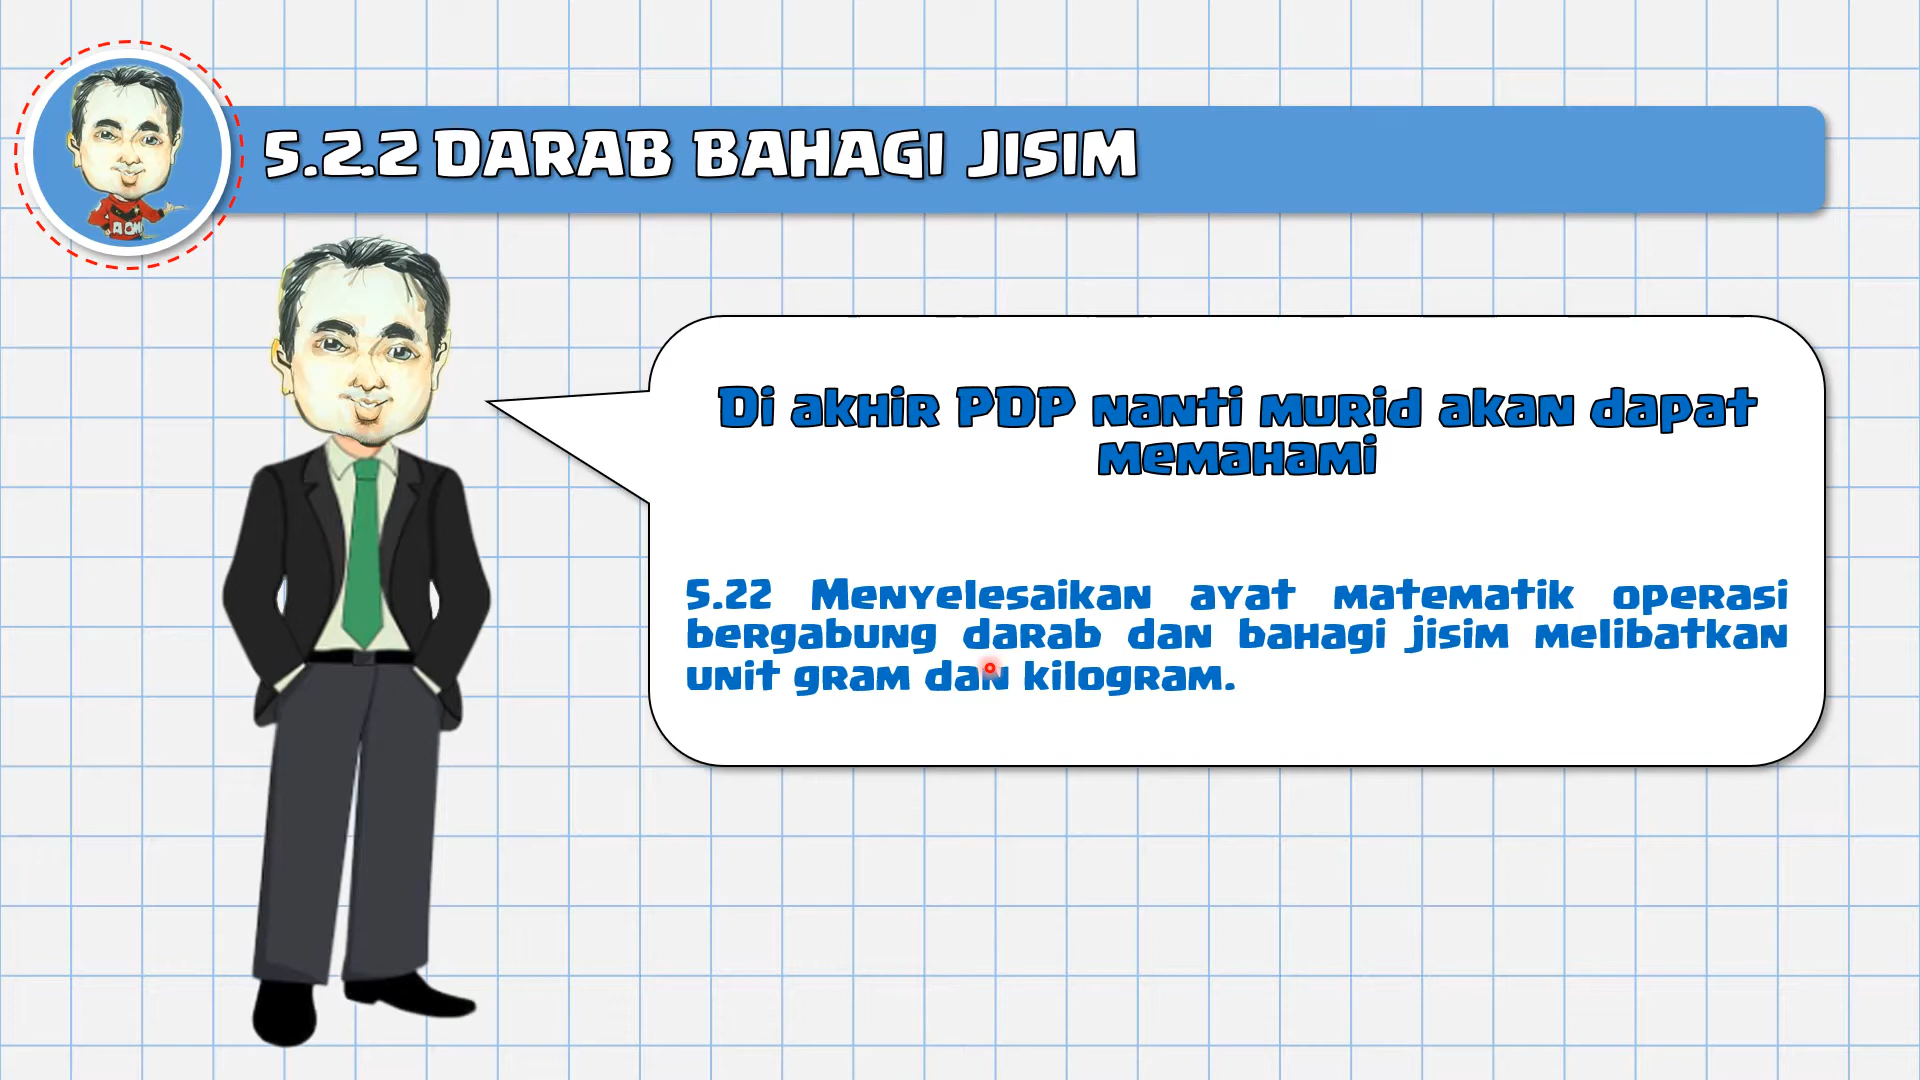 5.2.2 DARAB BAHAGI JISIM
Di akhir PDP nanti murid akan dapat
memahami
5.22 Menyelesaikan ayat matematik operasi
bergabung darab dan bahagi jisim melibatkan
unit gram dan kilogram.